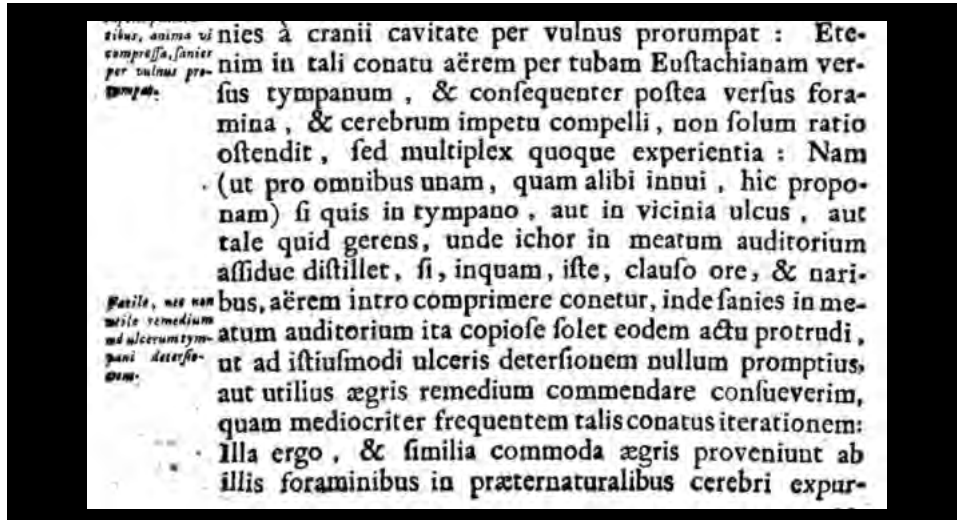 tibus, anima vi
compressa, sanies
per vulnus pro-
rumpat.
nies à cranii cavitate per vulnus prorumpat : Ete-
nim in tali conatu aërem per tubam Euſtachianam ver-
ſus tympanum , & conſequenter poſtea verſus fora-
mina , & cerebrum impetu compelli , non ſolum ratio
oſtendit , ſed multiplex quoque experientia : Nam
(ut pro omnibus unam , quam alibi innui , hic propo-
nam) ſi quis in tympano , aut in vicinia ulcus , aut
tale quid gerens, unde ichor in meatum auditorium
aſſidue diſtillet, ſi, inquam, iſte, clauſo ore, & nari-
Facile, nec non
utile remedium
ad ulcerum tym-
pani deterſio-
nem.
bus, aërem intro comprimere conetur, inde ſanies in me-
atum auditorium ita copioſe ſolet eodem actu protrudi,
ut ad iſtiuſmodi ulceris deterſionem nullum promptius,
aut utilius ægris remedium commendare conſueverim,
quam mediocriter frequentem talis conatus iterationem:
Illa ergo , & ſimilia commoda ægris proveniunt ab
illis foraminibus in præternaturalibus cerebri expur-